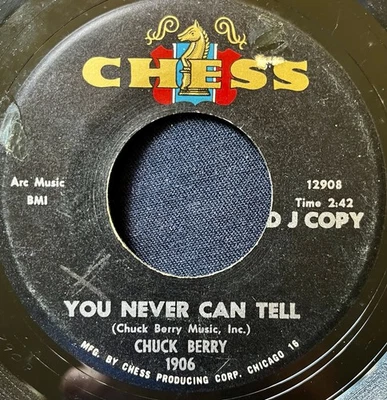 CHESS
Arc Music
BMI
12908
Time 2:42
D J COPY
YOU NEVER CAN TELL
(Chuck Berry Music, Inc.)
CHUCK BERRY
1906
MFG. BY CHESS PRODUCING CORP. CHICAGO 16